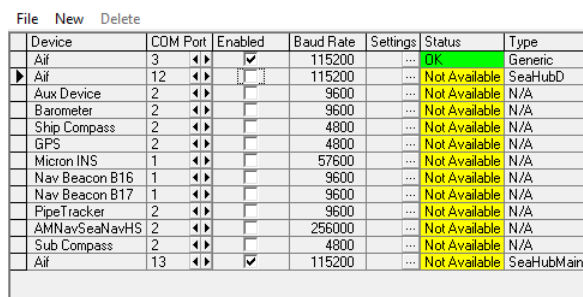 File New Delete
Device COM Port Enabled Baud Rate Settings Status Type
Aif 3 115200 ... OK Generic
Aif 12 115200 ... Not Available SeaHubD
Aux Device 2 9600 ... Not Available N/A
Barometer 2 9600 ... Not Available N/A
Ship Compass 2 4800 ... Not Available N/A
GPS 2 4800 ... Not Available N/A
Micron INS 1 57600 ... Not Available N/A
Nav Beacon B16 1 9600 ... Not Available N/A
Nav Beacon B17 1 9600 ... Not Available N/A
PipeTracker 2 9600 ... Not Available N/A
AMNavSeaNavHS 2 256000 ... Not Available N/A
Sub Compass 2 4800 ... Not Available N/A
Aif 13 115200 ... Not Available SeaHubMain